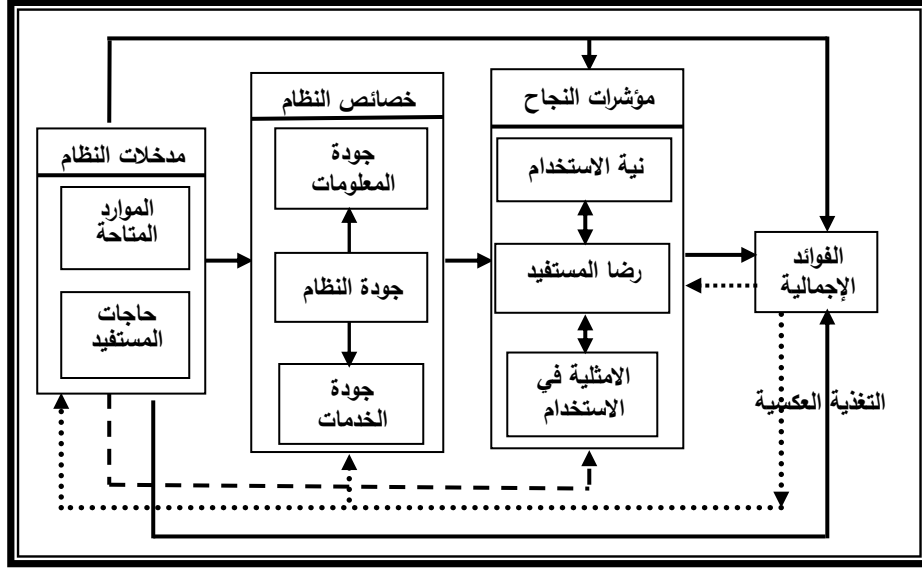 مدخلات النظام
الموارد
المتاحة
حاجات
المستفيد
خصائص النظام
جودة
المعلومات
جودة النظام
جودة
الخدمات
مؤشرات النجاح
نية الاستخدام
رضا المستفيد
الامثلية في
الاستخدام
الفوائد
الإجمالية
التغذية العكسية